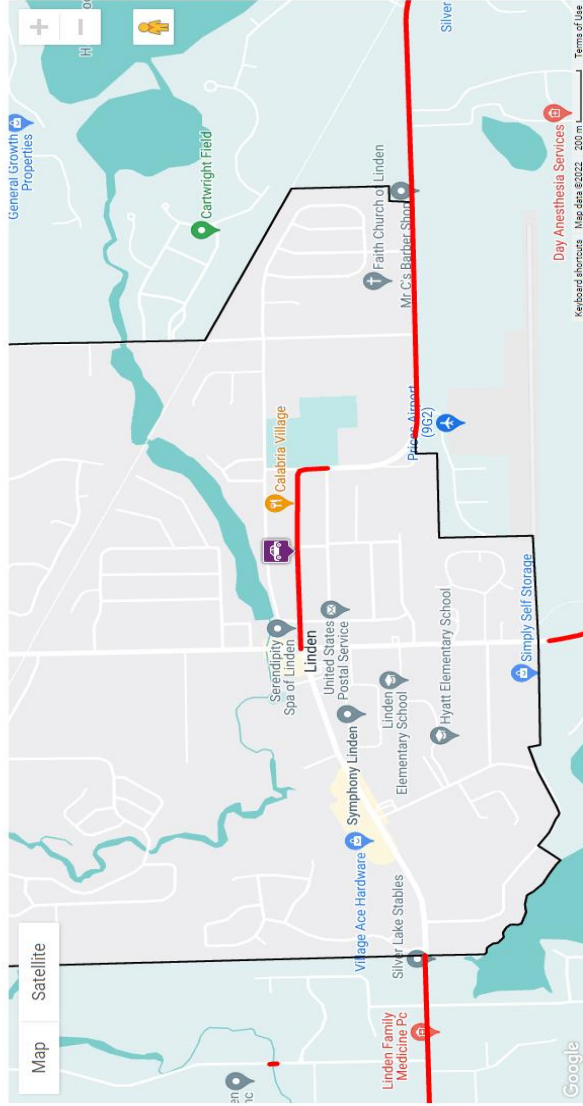 Map Satellite
H
General Growth
Properties
Cartwright Field
Calabria Village
Faith Church of Linden
Mr C's Barber Shop
Silver
Serendipity
Spa of Linden
Linden
United States
Postal Service
Prices Airport
(9G2)
Symphony Linden
Linden
Elementary School
Hyatt Elementary School
Village Ace Hardware
Silver Lake Stables
Simply Self Storage
Day Anesthesia Services
Linden Family
Medicine Pc
en
nc
Google
Keyboard shortcuts Map data ©2022 200 m Terms of Use